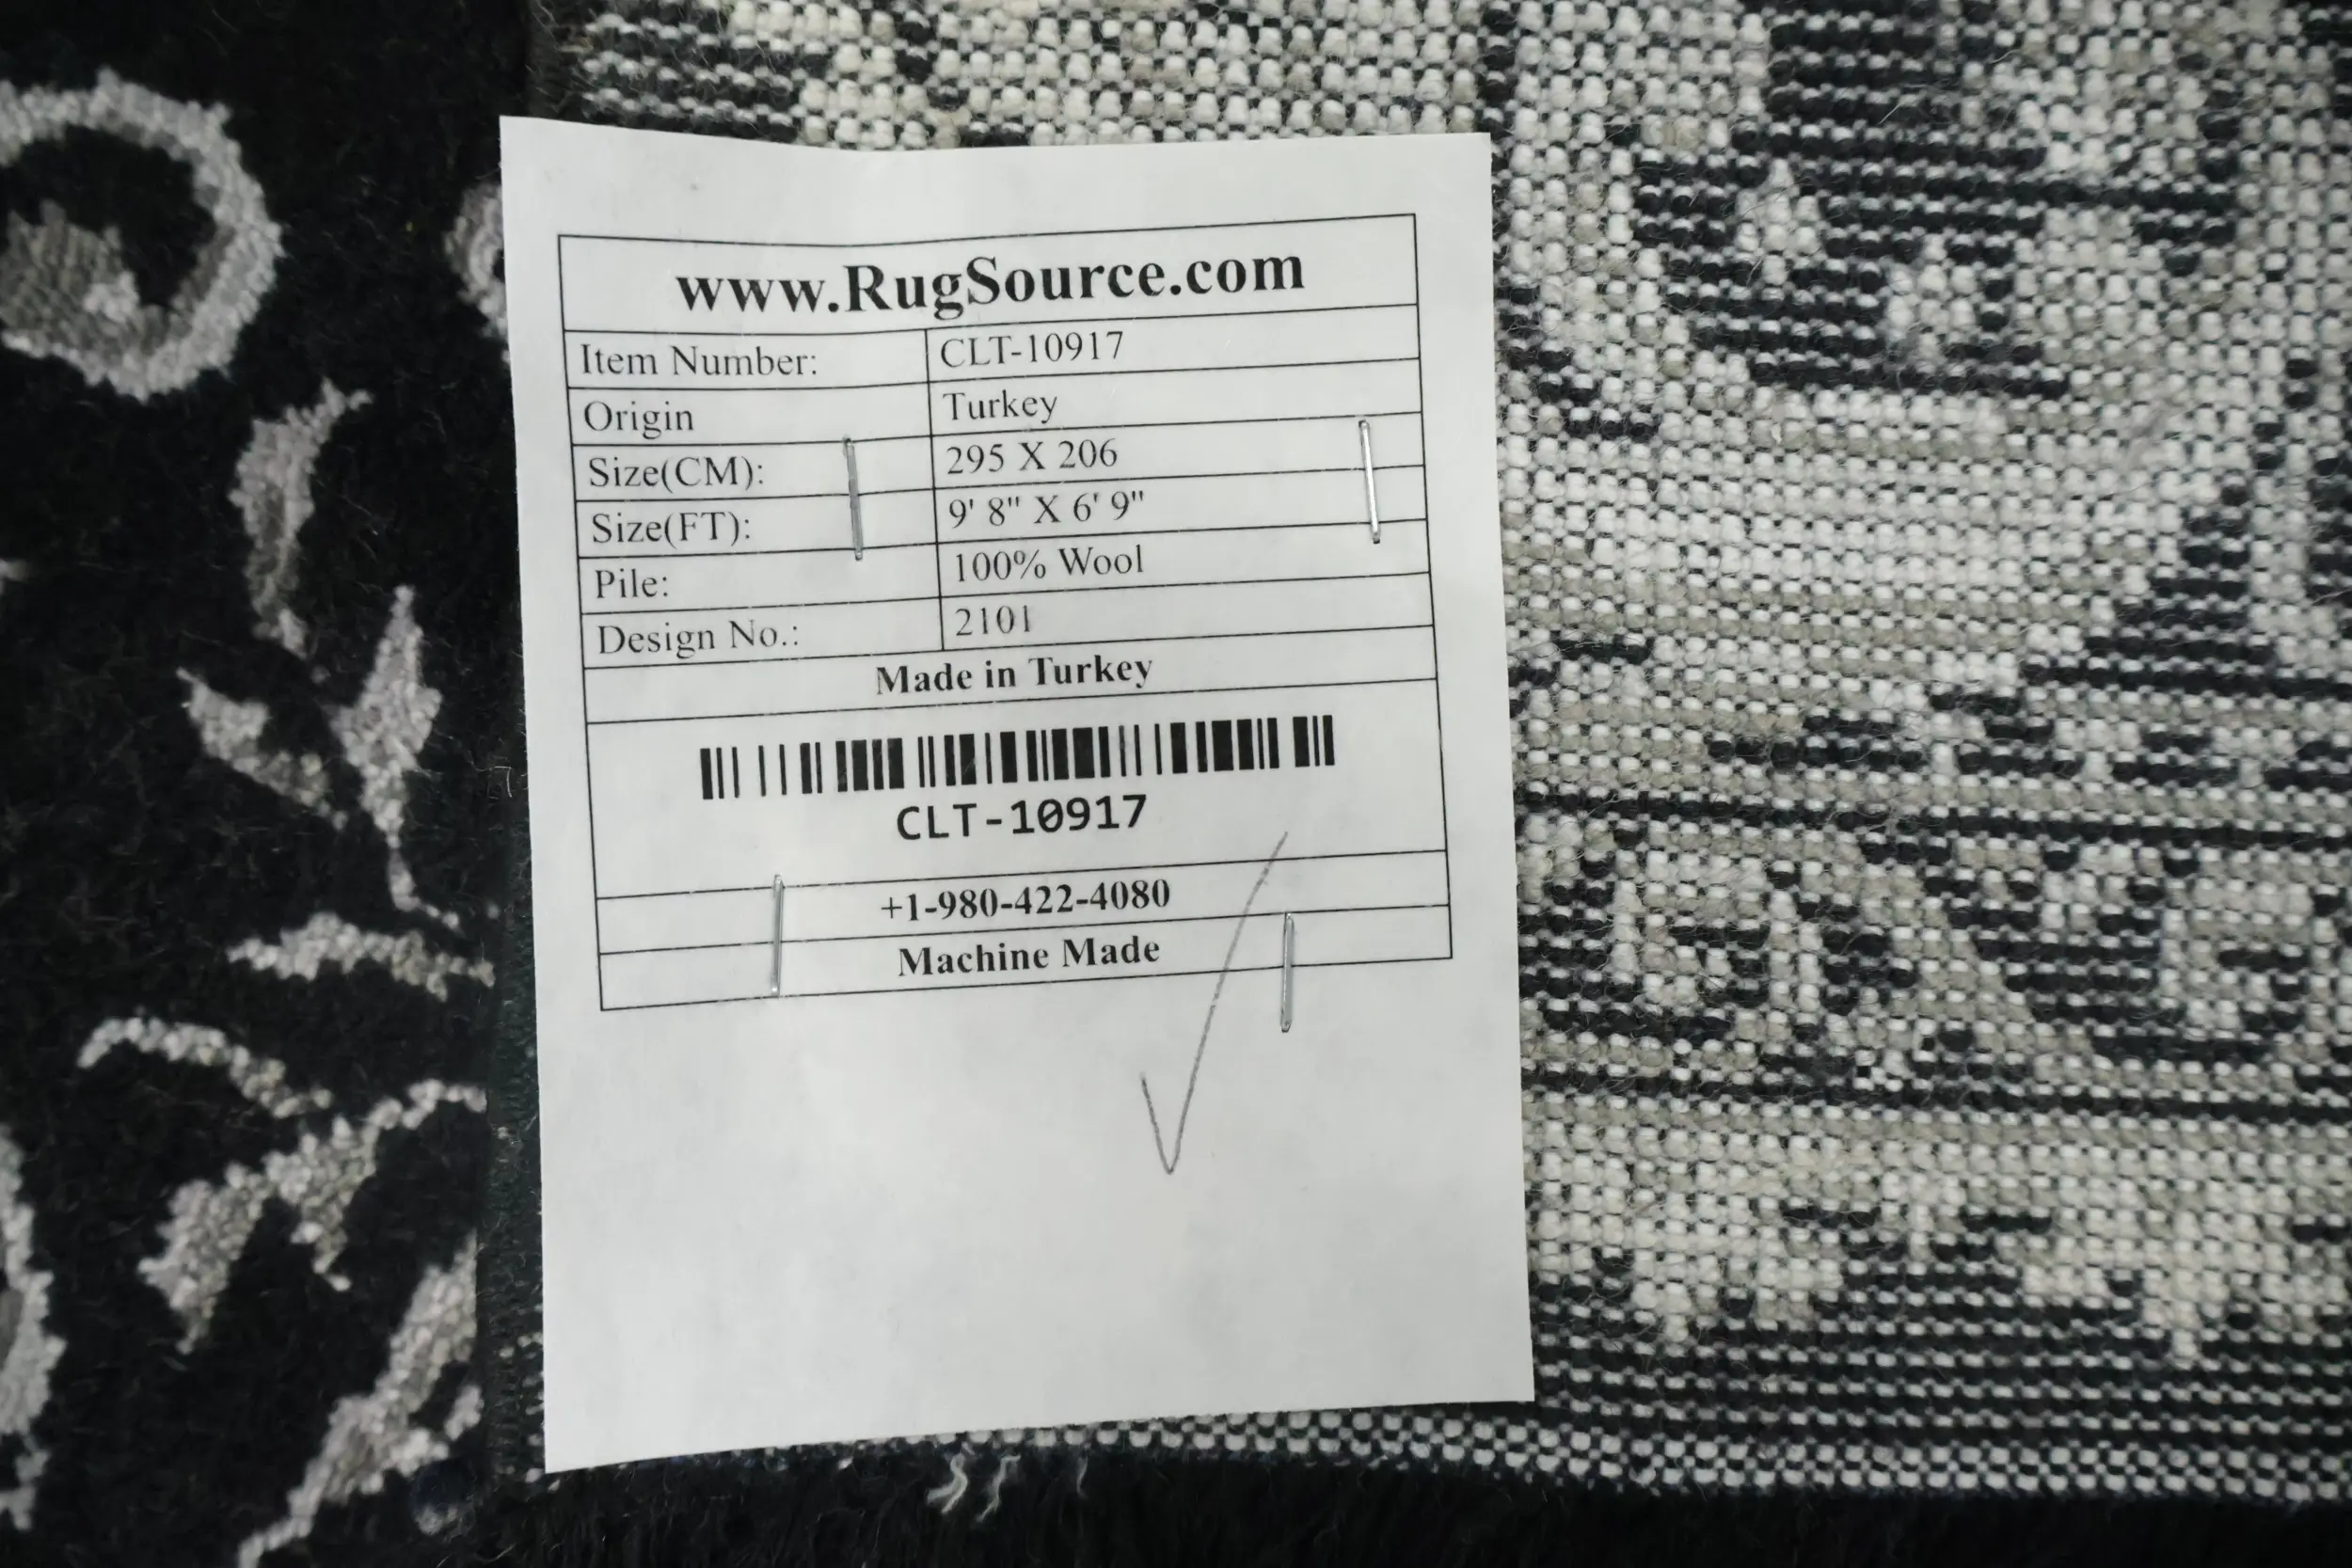 www.RugSource.com
Item Number: CLT-10917
Origin Turkey
Size(CM): 295 X 206
Size(FT): 9' 8" X 6' 9"
Pile: 100% Wool
Design No.: 2101
Made in Turkey
CLT-10917
+1-980-422-4080
Machine Made